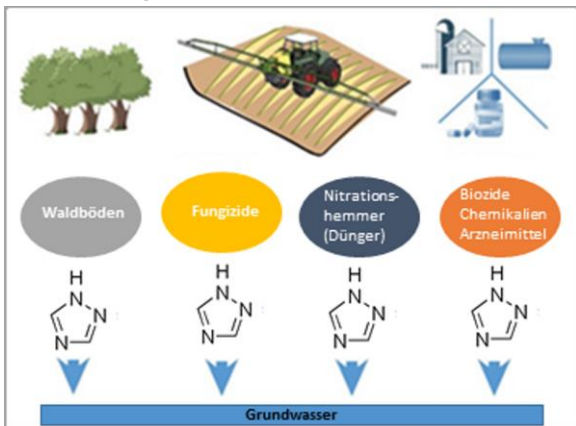 Waldböden
Fungizide
Nitrations-
hemmer
(Dünger)
Biozide
Chemikalien
Arzneimittel
H
N
N
N
H
N
N
N
H
N
N
N
H
N
N
N
Grundwasser